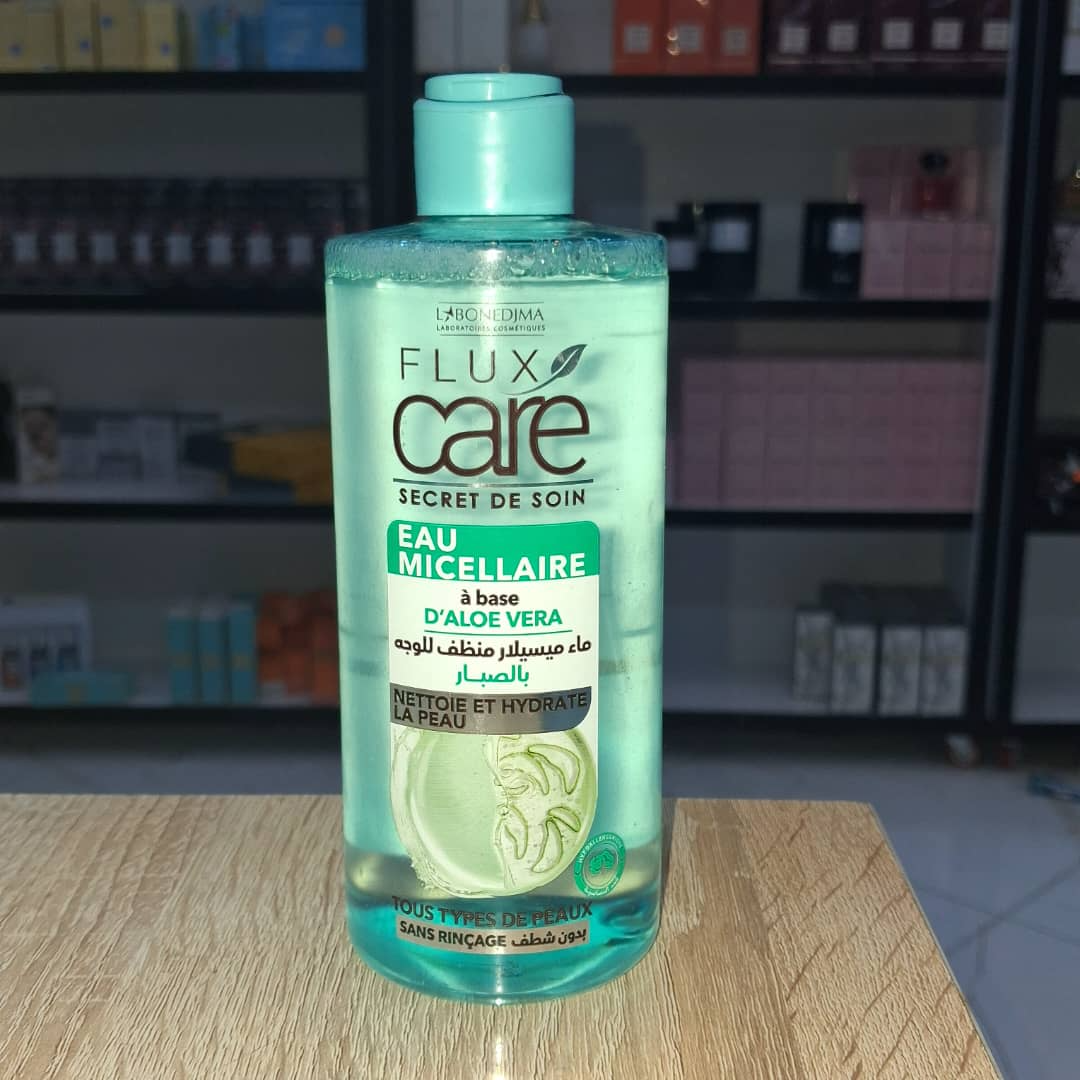 LABONEDJMA
LABORATOIRES COSMÉTIQUES
FLUX
care
SECRET DE SOIN
EAU
MICELLAIRE
à base
D'ALOE VERA
ماء ميسيلار منظف للوجه
بالصبار
NETTOIE ET HYDRATE
LA PEAU
TOUS TYPES DE PEAUX
SANS RINÇAGE بدون شطف